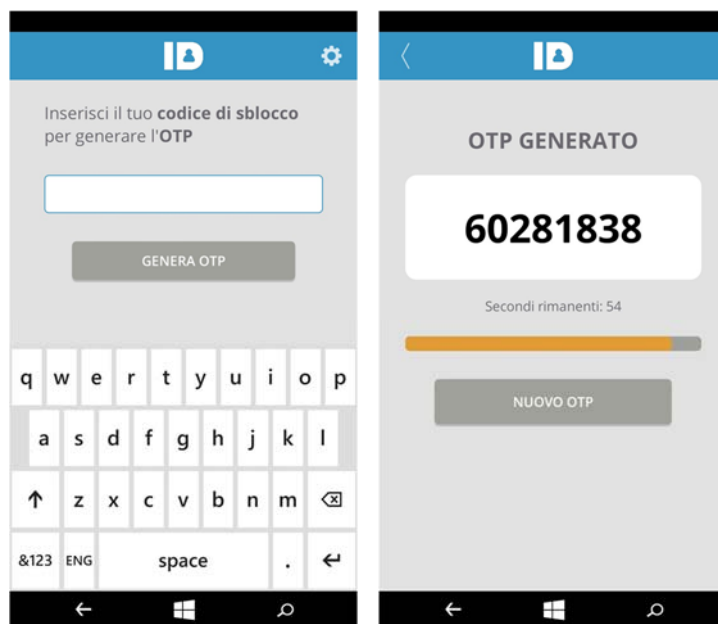 ID
Inserisci il tuo codice di sblocco
per generare l'OTP
GENERA OTP
q w e r t y u i o p
a s d f g h j k l
z x c v b n m
&123 ENG space .
ID
OTP GENERATO
60281838
Secondi rimanenti: 54
NUOVO OTP